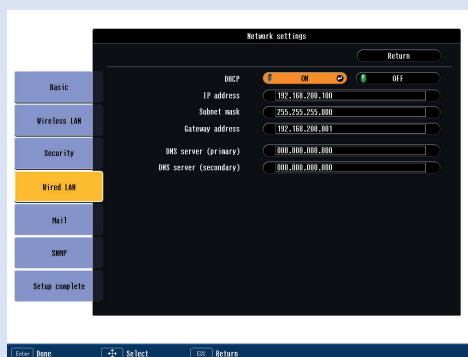 Network settings
Return
DHCP ON OFF
IP address 192.168.200.100
Subnet mask 255.255.255.000
Gateway address 192.168.200.001
DNS server (primary) 000.000.000.000
DNS server (secondary) 000.000.000.000
Basic
Wireless LAN
Security
Wired LAN
Mail
SNMP
Setup complete
Enter Done Select ESC Return